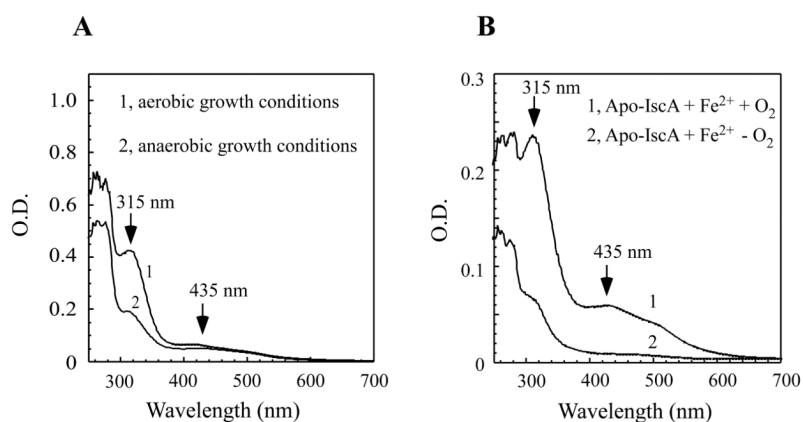 A
1.0
0.8
0.6
0.4
0.2
0
O.D.
1, aerobic growth conditions
2, anaerobic growth conditions
315 nm
1
2
435 nm
300
400
500
600
700
Wavelength (nm)
B
0.3
0.2
0.1
0
O.D.
315 nm
1, Apo-IscA + Fe²⁺ + O₂
2, Apo-IscA + Fe²⁺ - O₂
435 nm
1
2
300
400
500
600
700
Wavelength (nm)